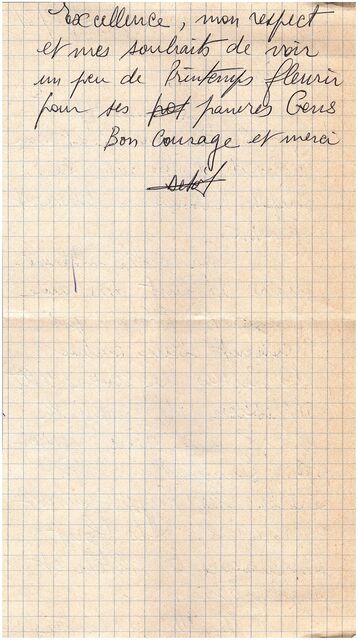 Excellence, mon respect
et mes souhaits de voir
un peu de Printemps fleurir
pour ses pauvres Gens
Bon Courage et merci